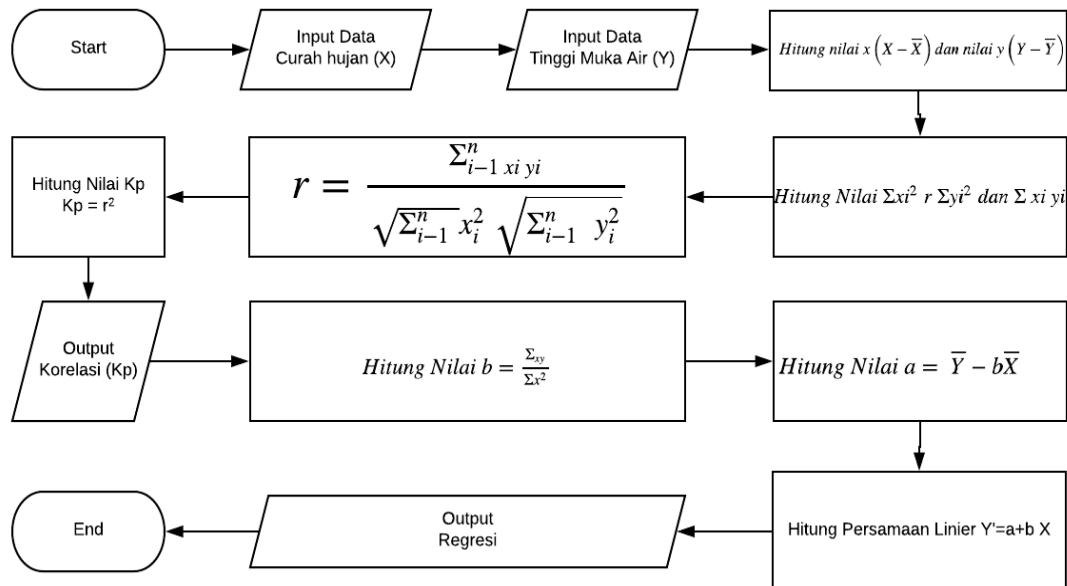 Start
Input Data
Curah hujan (X)
Input Data
Tinggi Muka Air (Y)
Hitung nilai x (X − X̅) dan nilai y (Y − Y̅)
Hitung Nilai Σxi² r Σyi² dan Σ xi yi
r = Σⁿᵢ₋₁ xi yi / √Σⁿᵢ₋₁ xᵢ² √Σⁿᵢ₋₁ yᵢ²
Hitung Nilai Kp
Kp = r²
Output
Korelasi (Kp)
Hitung Nilai b = Σxy / Σx²
Hitung Nilai a = Y̅ − bX̅
Hitung Persamaan Linier Y'=a+b X
Output
Regresi
End